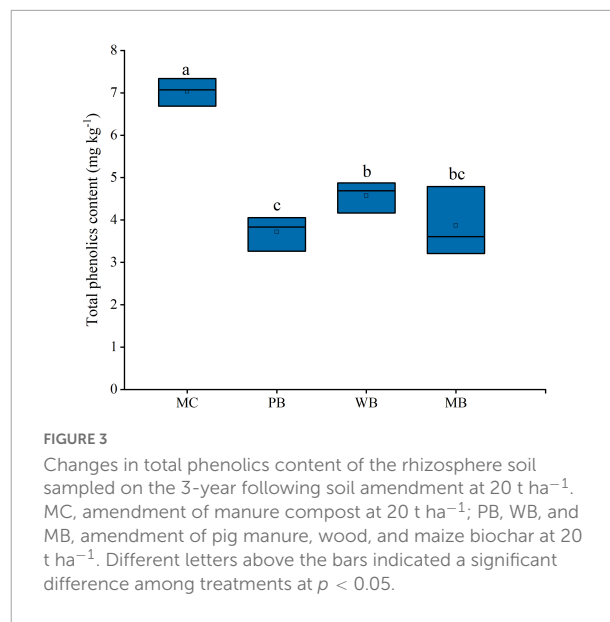 8
7
6
5
4
3
2
1
0
Total phenolics content (mg kg⁻¹)
a
c
b
bc
MC PB WB MB
FIGURE 3
Changes in total phenolics content of the rhizosphere soil
sampled on the 3-year following soil amendment at 20 t ha⁻¹.
MC, amendment of manure compost at 20 t ha⁻¹; PB, WB, and
MB, amendment of pig manure, wood, and maize biochar at 20
t ha⁻¹. Different letters above the bars indicated a significant
difference among treatments at p < 0.05.